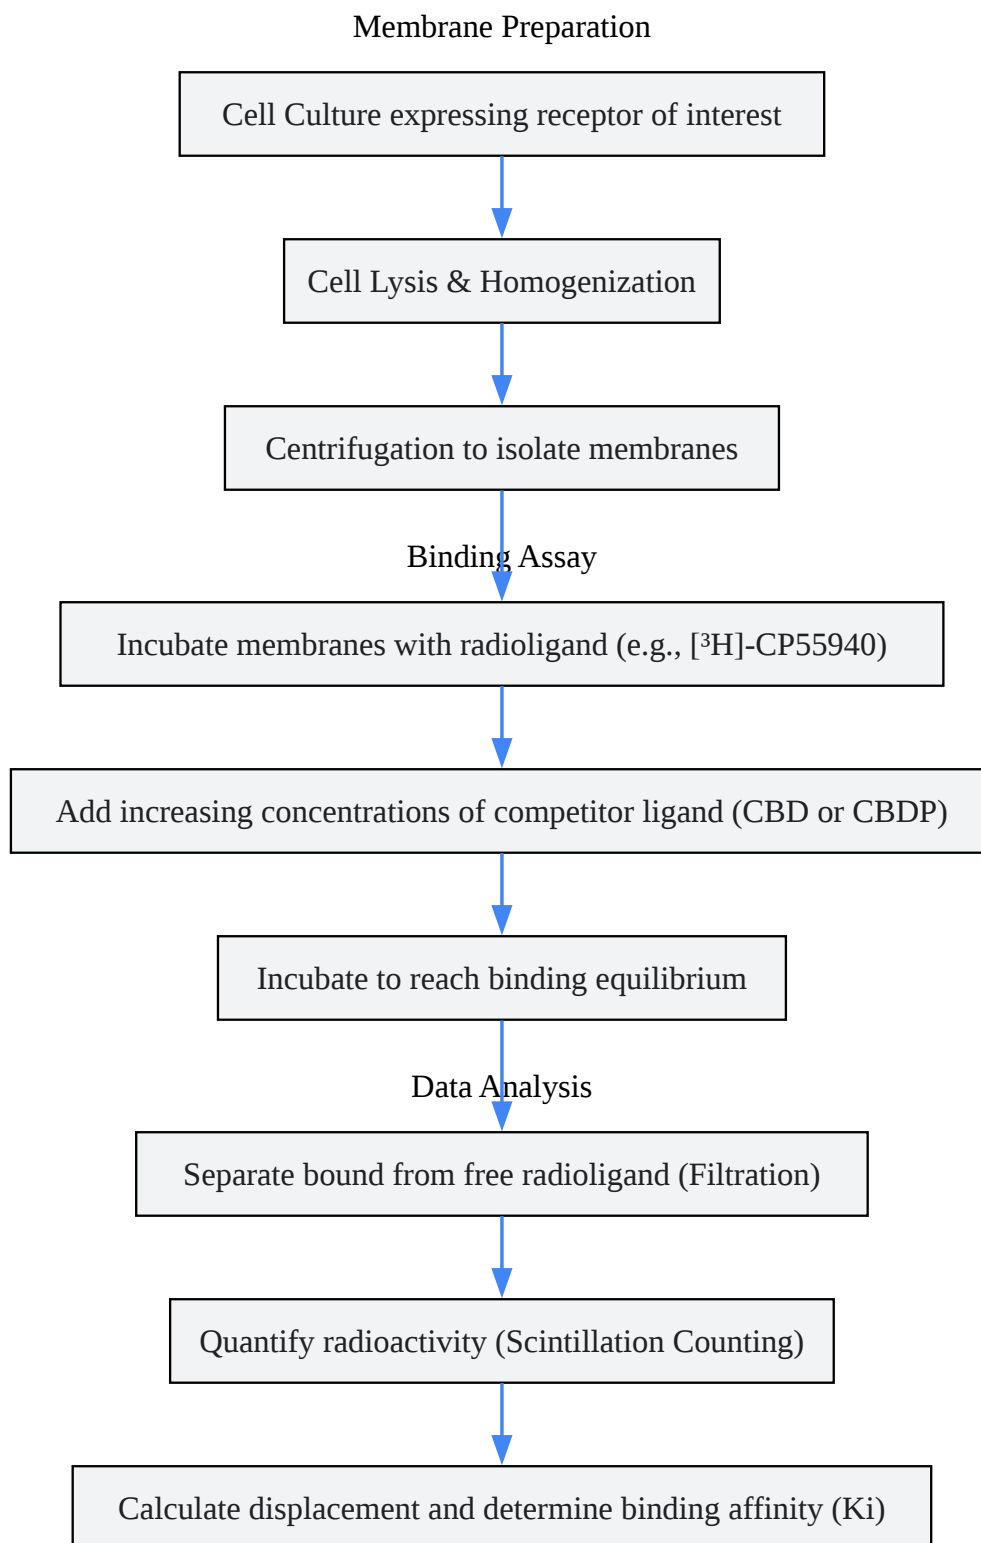 Membrane Preparation
Cell Culture expressing receptor of interest
Cell Lysis & Homogenization
Centrifugation to isolate membranes
Binding Assay
Incubate membranes with radioligand (e.g., [³H]-CP55940)
Add increasing concentrations of competitor ligand (CBD or CBDP)
Incubate to reach binding equilibrium
Data Analysis
Separate bound from free radioligand (Filtration)
Quantify radioactivity (Scintillation Counting)
Calculate displacement and determine binding affinity (Ki)